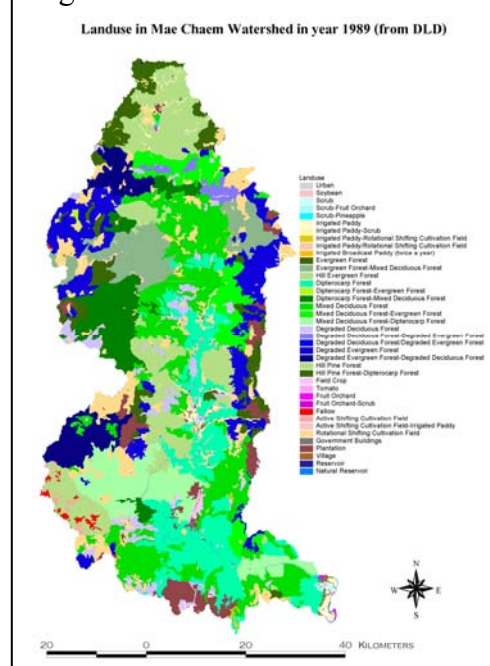 Landuse in Mae Chaem Watershed in year 1989 (from DLD)
Landuse
Urban
Soybean
Scrub
Scrub-Fruit Orchard
Scrub-Pineapple
Irrigated Paddy
Irrigated Paddy-Scrub
Irrigated Paddy-Rotational Shifting Cultivation Field
Irrigated Paddy/Rotational Shifting Cultivation Field
Irrigated Broadcast Paddy (twice a year)
Evergreen Forest
Evergreen Forest-Mixed Deciduous Forest
Hill Evergreen Forest
Dipterocarp Forest
Dipterocarp Forest-Evergreen Forest
Dipterocarp Forest-Mixed Deciduous Forest
Mixed Deciduous Forest
Mixed Deciduous Forest-Evergreen Forest
Mixed Deciduous Forest-Dipterocarp Forest
Degraded Deciduous Forest
Degraded Deciduous Forest-Degraded Evergreen Forest
Degraded Deciduous Forest/Degraded Evergreen Forest
Degraded Evergreen Forest
Degraded Evergreen Forest-Degraded Deciduous Forest
Hill Pine Forest
Hill Pine Forest-Dipterocarp Forest
Field Crop
Tomato
Fruit Orchard
Fruit Orchard-Scrub
Fallow
Active Shifting Cultivation Field
Active Shifting Cultivation Field-Irrigated Paddy
Rotational Shifting Cultivation Field
Government Buildings
Plantation
Village
Reservoir
Natural Reservoir
N
W E
S
20 0 20 40 KILOMETERS